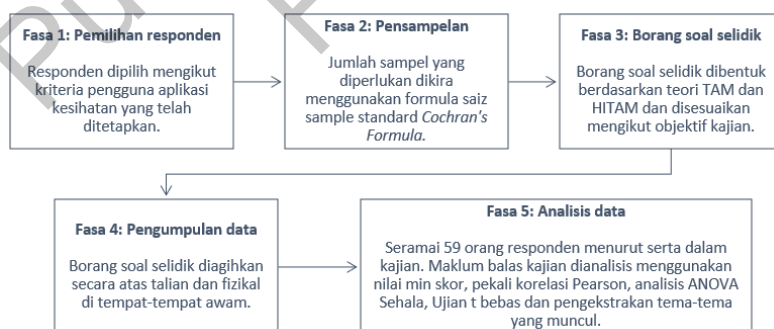 Fasa 1: Pemilihan responden
Responden dipilih mengikut
kriteria pengguna aplikasi
kesihatan yang telah
ditetapkan.
Fasa 2: Pensampelan
Jumlah sampel yang
diperlukan dikira
menggunakan formula saiz
sample standard Cochran's
Formula.
Fasa 3: Borang soal selidik
Borang soal selidik dibentuk
berdasarkan teori TAM dan
HITAM dan disesuaikan
mengikut objektif kajian.
Fasa 4: Pengumpulan data
Borang soal selidik diagihkan
secara atas talian dan fizikal
di tempat-tempat awam.
Fasa 5: Analisis data
Seramai 59 orang responden menurut serta dalam
kajian. Maklum balas kajian dianalisis menggunakan
nilai min skor, pekali korelasi Pearson, analisis ANOVA
Sehala, Ujian t bebas dan pengekstrakan tema-tema
yang muncul.